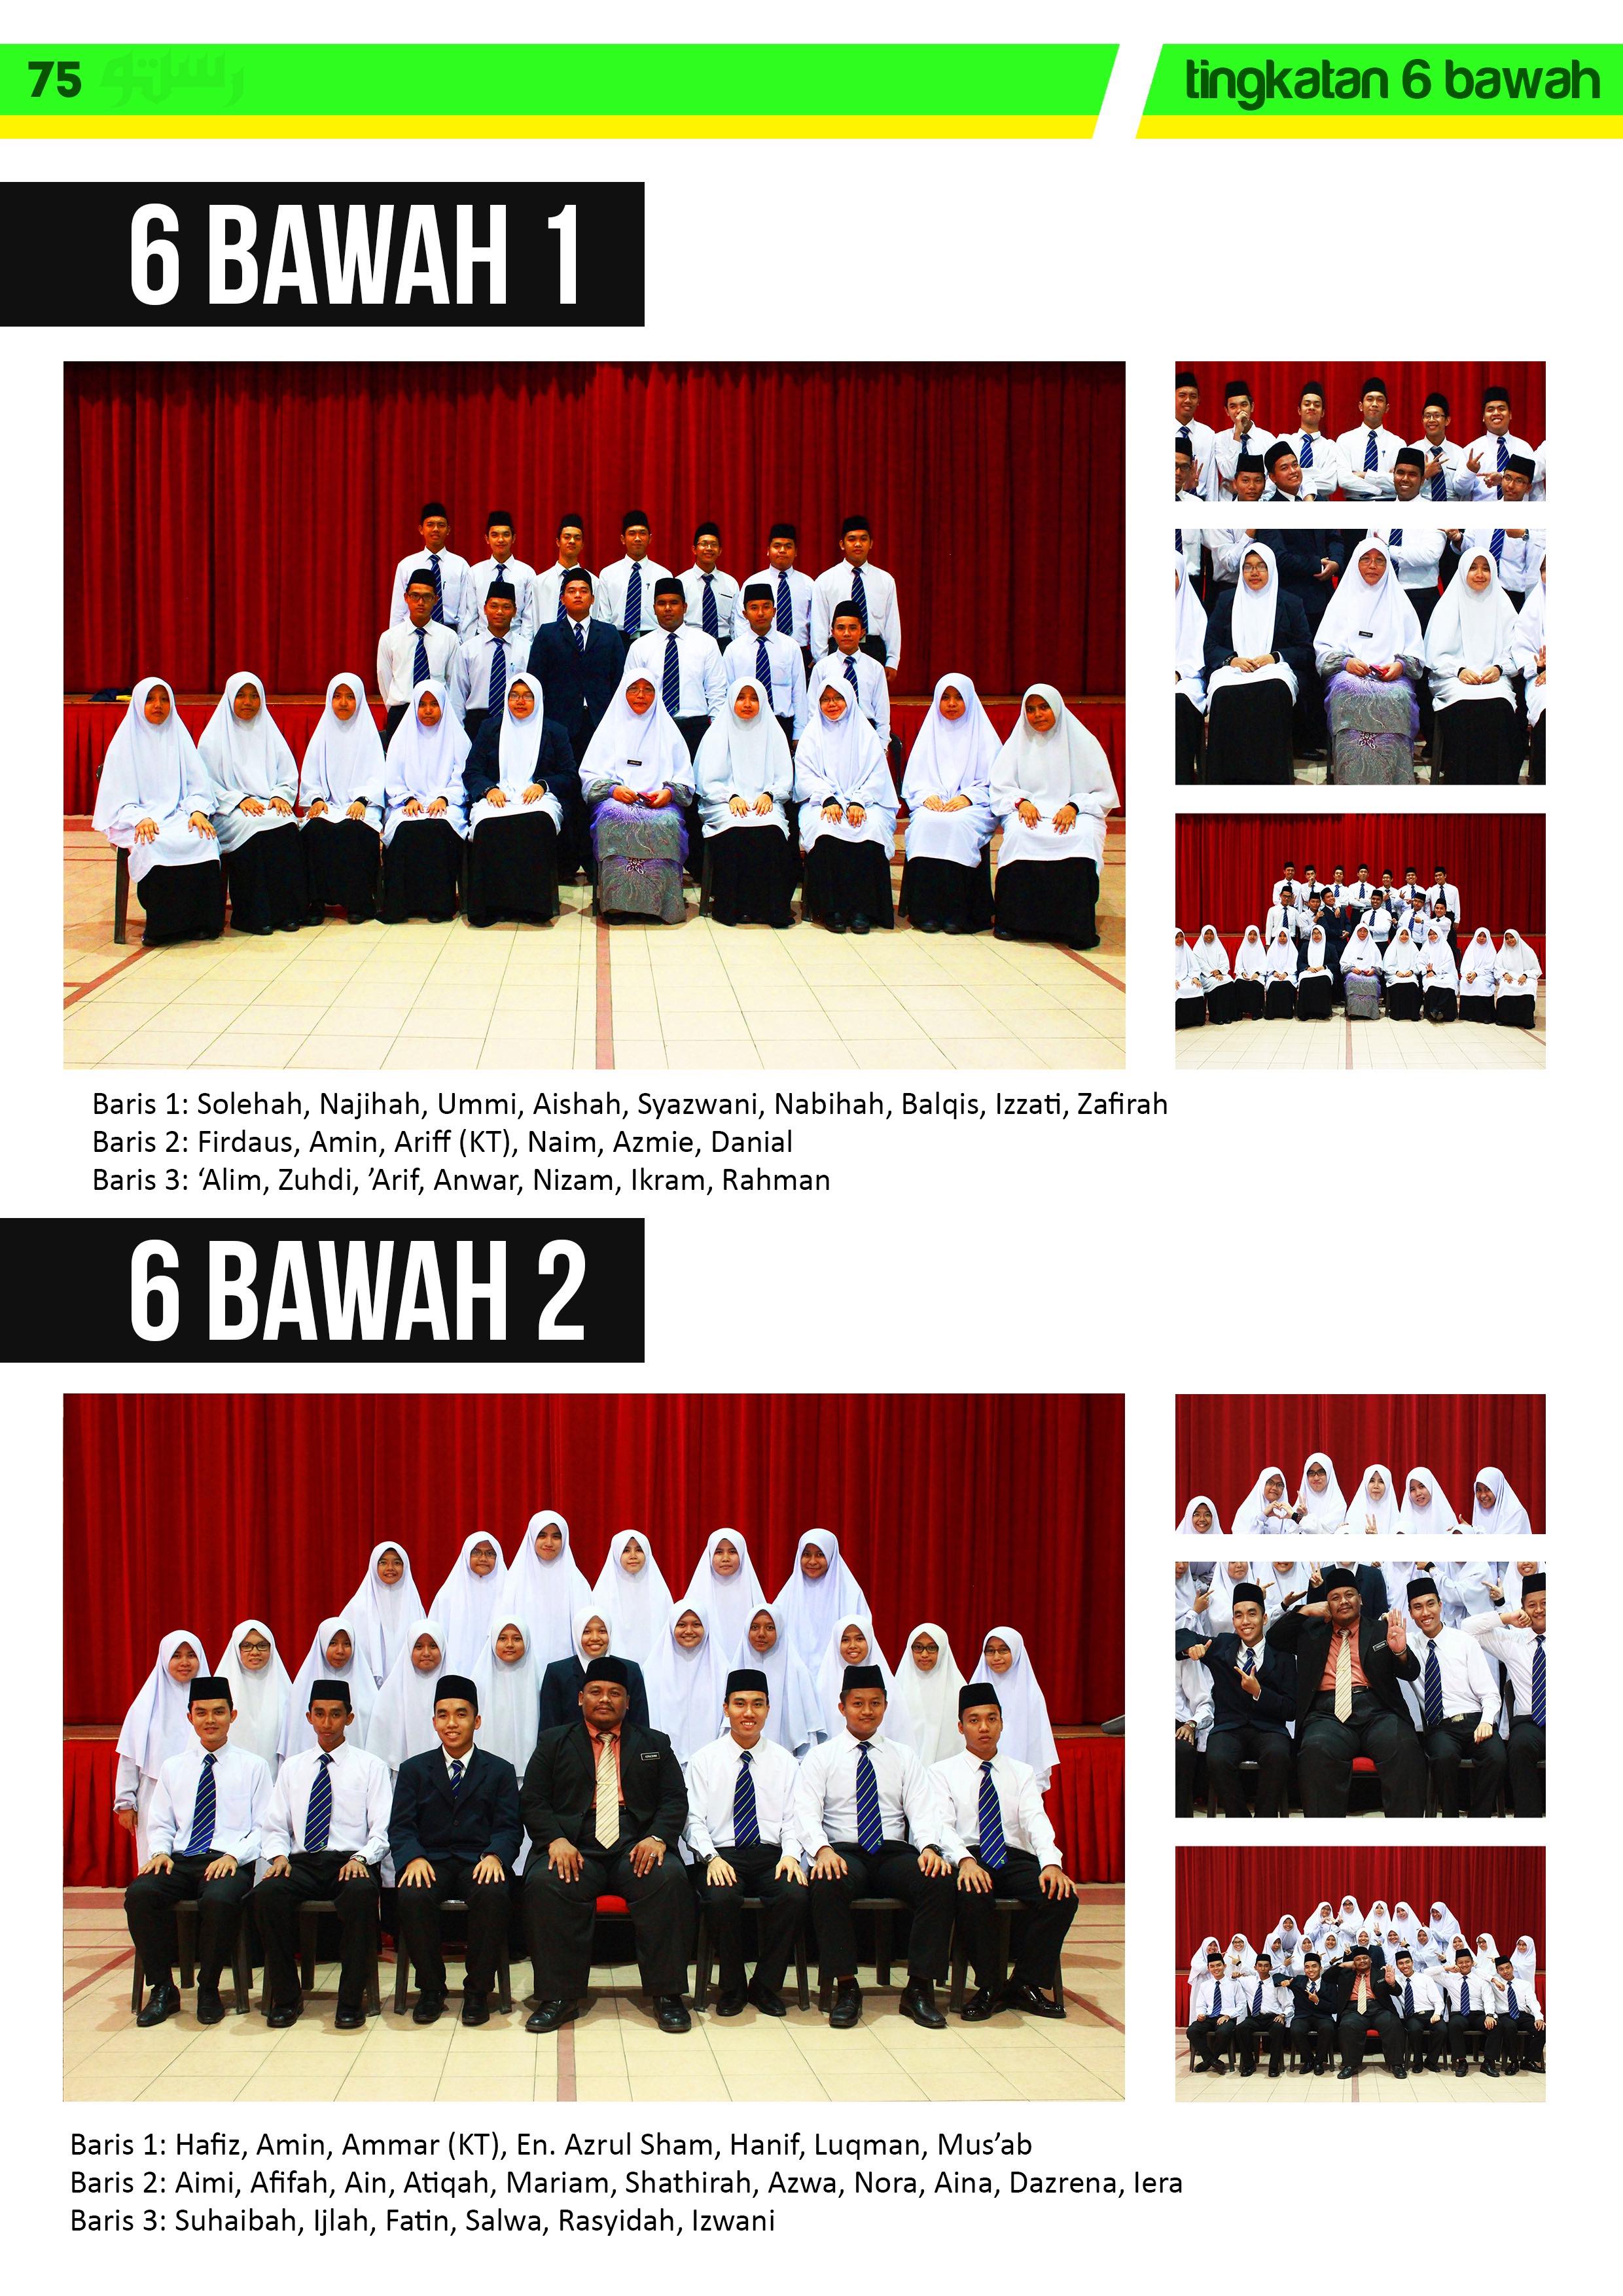 75 رسالتو
tingkatan 6 bawah
6 BAWAH 1
Baris 1: Solehah, Najihah, Ummi, Aishah, Syazwani, Nabihah, Balqis, Izzati, Zafirah
Baris 2: Firdaus, Amin, Ariff (KT), Naim, Azmie, Danial
Baris 3: ‘Alim, Zuhdi, ’Arif, Anwar, Nizam, Ikram, Rahman
6 BAWAH 2
Baris 1: Hafiz, Amin, Ammar (KT), En. Azrul Sham, Hanif, Luqman, Mus’ab
Baris 2: Aimi, Afifah, Ain, Atiqah, Mariam, Shathirah, Azwa, Nora, Aina, Dazrena, Iera
Baris 3: Suhaibah, Ijlah, Fatin, Salwa, Rasyidah, Izwani